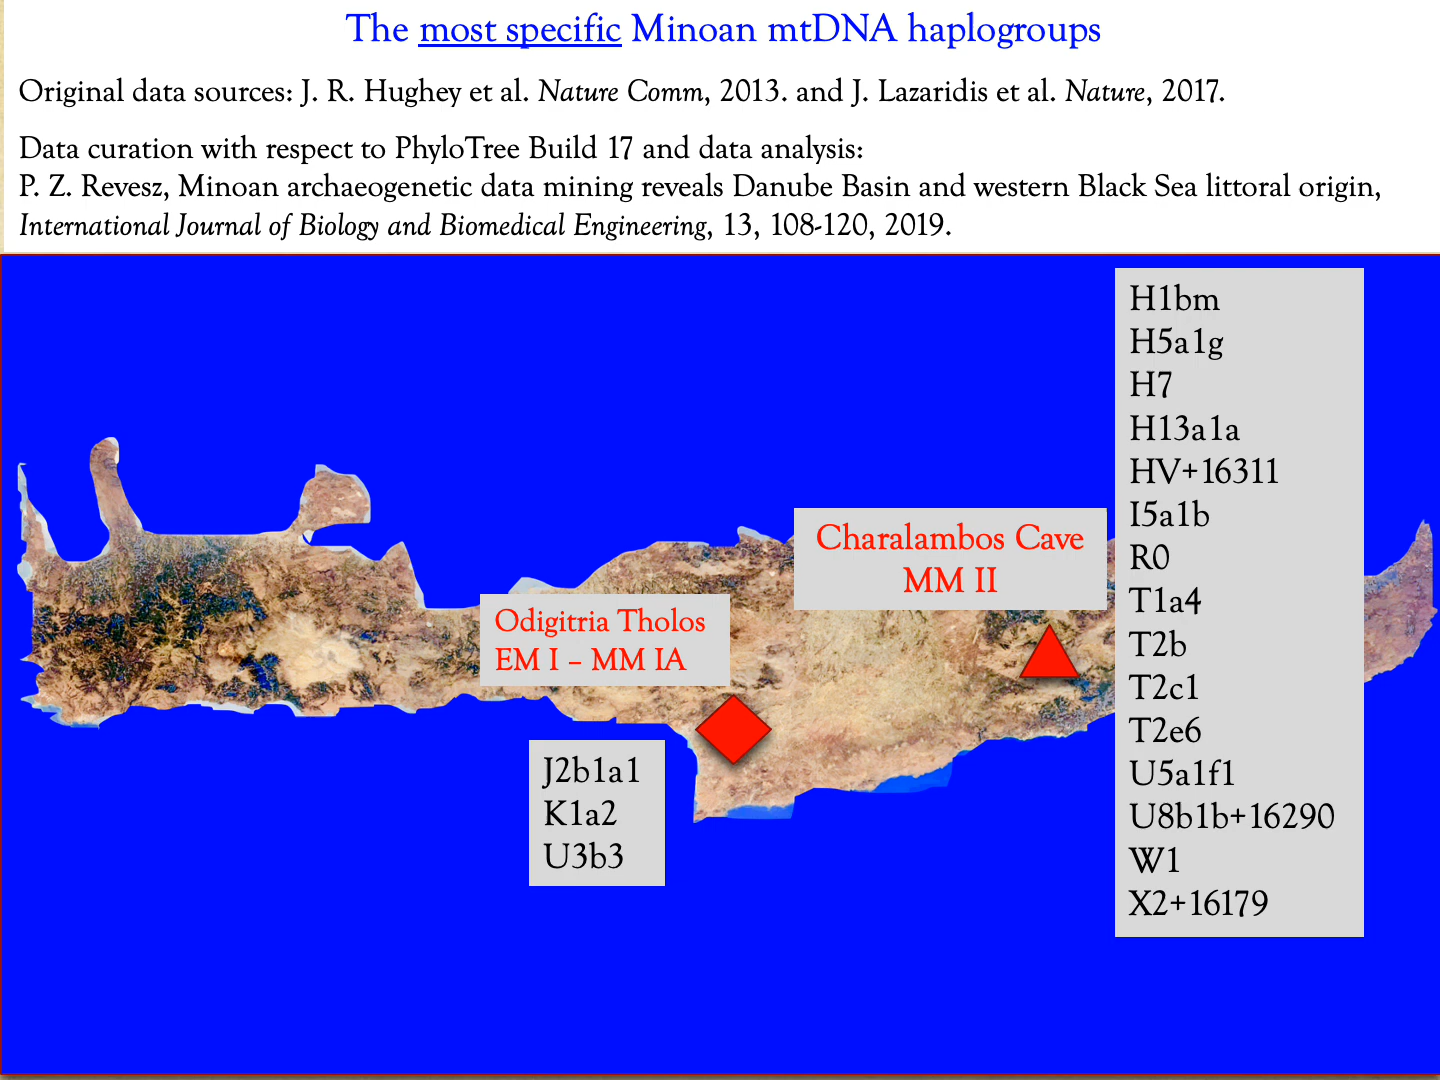 The most specific Minoan mtDNA haplogroups
Original data sources: J. R. Hughey et al. Nature Comm, 2013. and J. Lazaridis et al. Nature, 2017.
Data curation with respect to PhyloTree Build 17 and data analysis:
P. Z. Revesz, Minoan archaeogenetic data mining reveals Danube Basin and western Black Sea littoral origin,
International Journal of Biology and Biomedical Engineering, 13, 108-120, 2019.
Charalambos Cave
MM II
H1bm
H5a1g
H7
H13a1a
HV+16311
I5a1b
R0
T1a4
T2b
T2c1
T2e6
U5a1f1
U8b1b+16290
W1
X2+16179
Odigitria Tholos
EM I – MM IA
J2b1a1
K1a2
U3b3